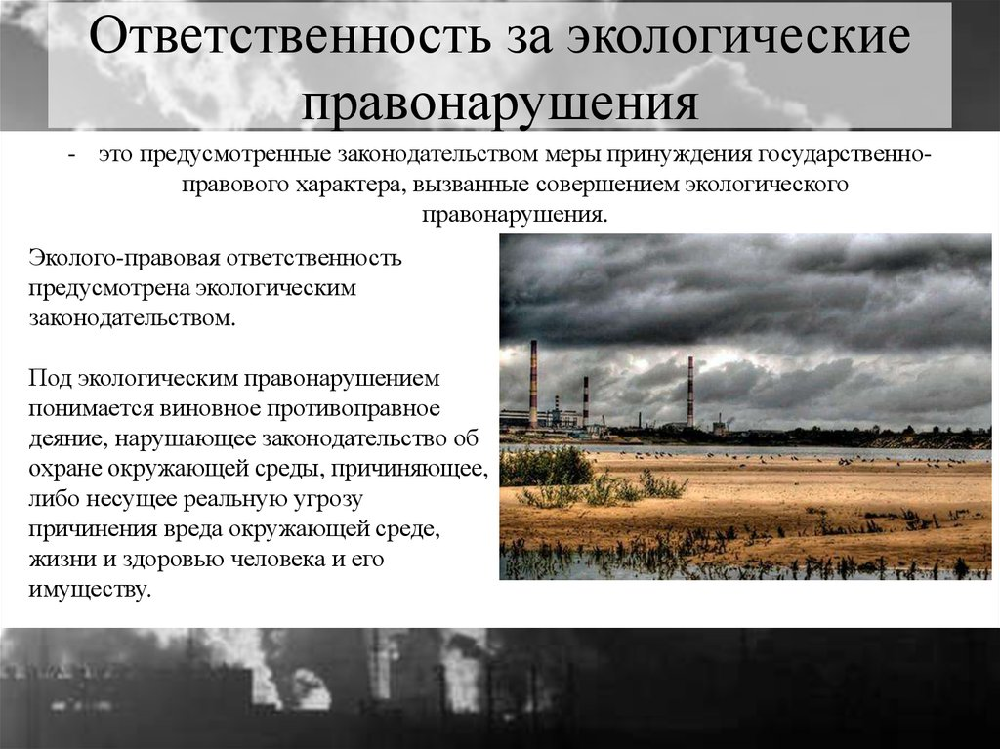 Ответственность за экологические
правонарушения
- это предусмотренные законодательством меры принуждения государственно-
правового характера, вызванные совершением экологического
правонарушения.
Эколого-правовая ответственность
предусмотрена экологическим
законодательством.
Под экологическим правонарушением
понимается виновное противоправное
деяние, нарушающее законодательство об
охране окружающей среды, причиняющее,
либо несущее реальную угрозу
причинения вреда окружающей среде,
жизни и здоровью человека и его
имуществу.